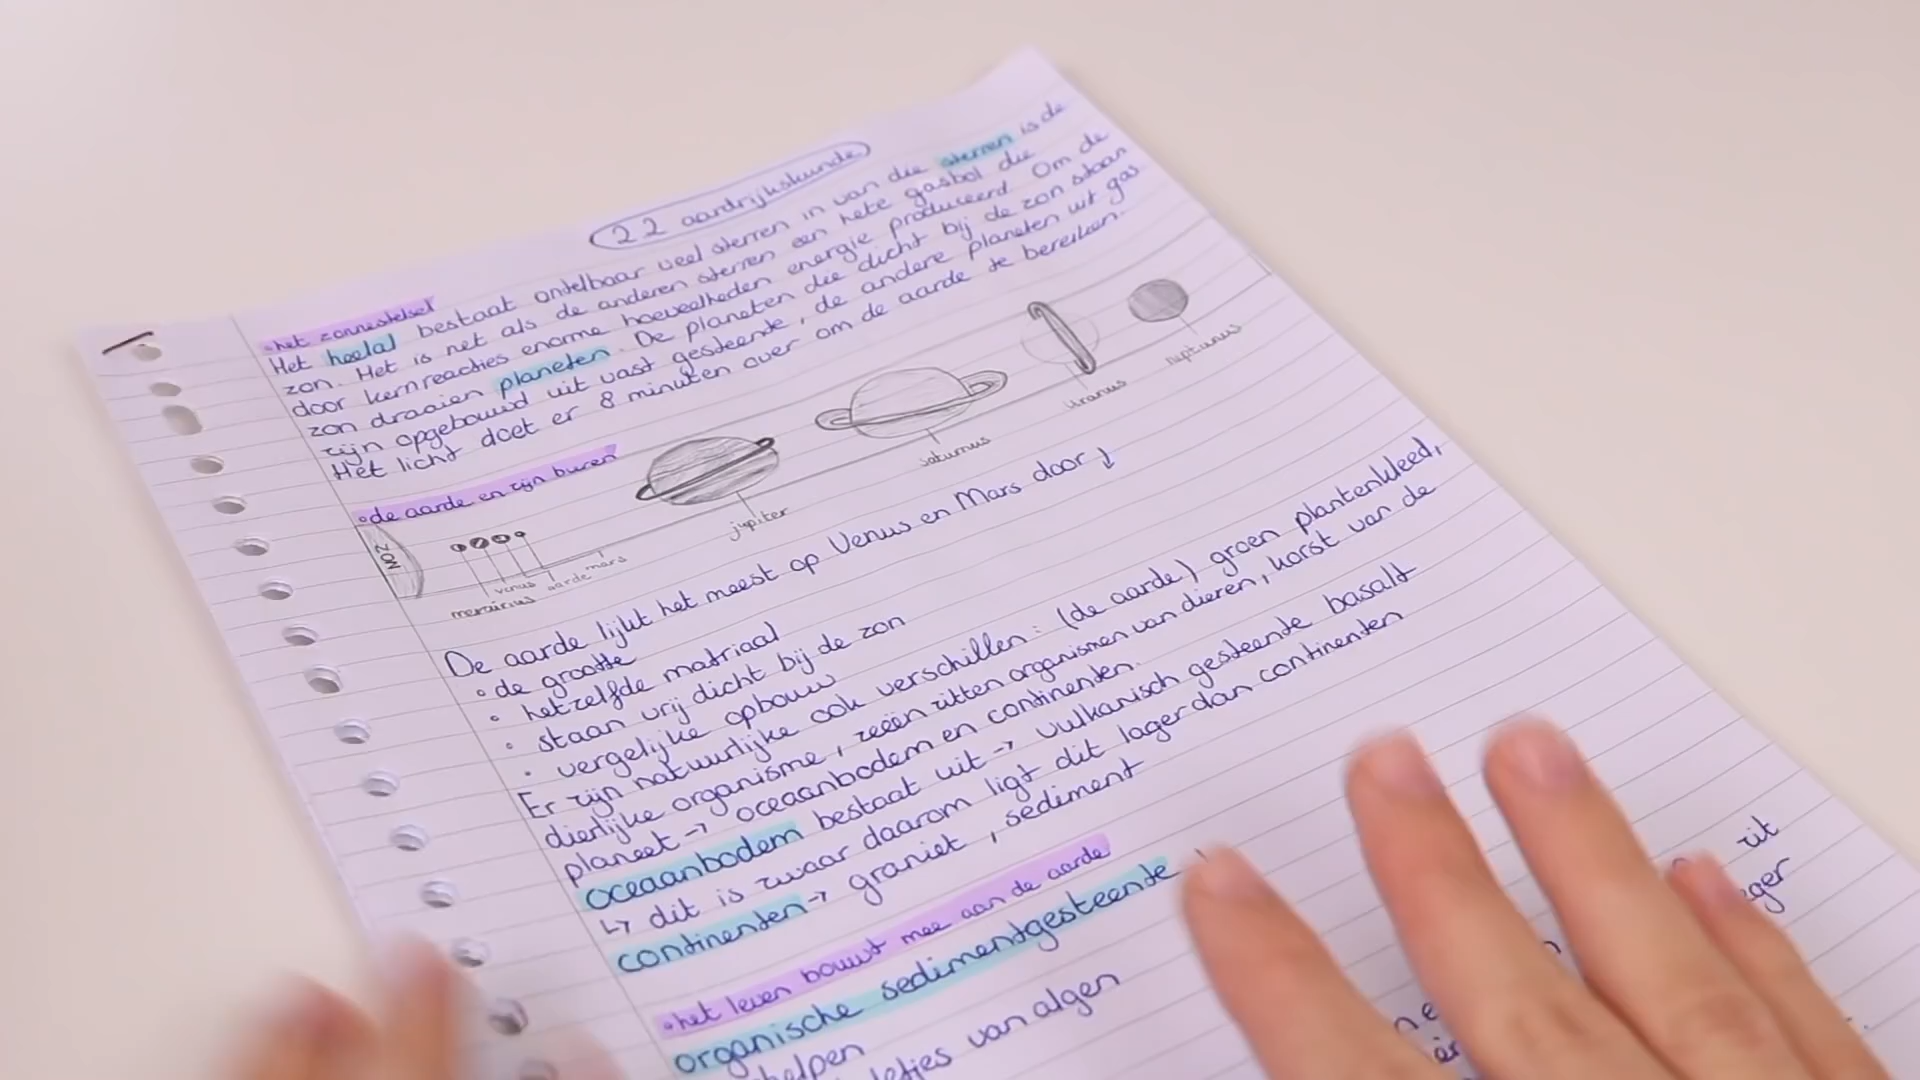 2.2 aardrijkskunde
• het zonnestelsel
Het heelal bestaat ontelbaar veel sterren in van die sterren is de
zon. Het is net als de anderen sterren een hete gasbol die
door kernreacties enorme hoeveelheden energie produceerd. Om de
zon draaien planeten. De planeten die dicht bij de zon staan
zijn opgebouwd uit vast gesteente, de andere planeten uit gas
Het licht doet er 8 minuten over om de aarde te bereiken.
• de aarde en zijn buren
ZON
mercurius
venus
aarde
mars
jupiter
saturnus
uranus
neptunus
De aarde lijkt het meest op Venus en Mars door ↓
• de grootte
• hetzelfde matriaal
• staan vrij dicht bij de zon
• vergelijke opbouw
Er zijn natuurlijke ook verschillen: (de aarde) groen plantenkleed,
dierlijke organisme, zeeën zitten organismen van dieren, korst van de
planeet → oceaanbodem en continenten.
oceaanbodem bestaat uit → vulkanisch gesteente basalt
↳ dit is zwaar daarom ligt dit lager dan continenten
continenten → graniet, sediment
• het leven bouwt mee aan de aarde
organische sedimentgesteente
van algen
uit